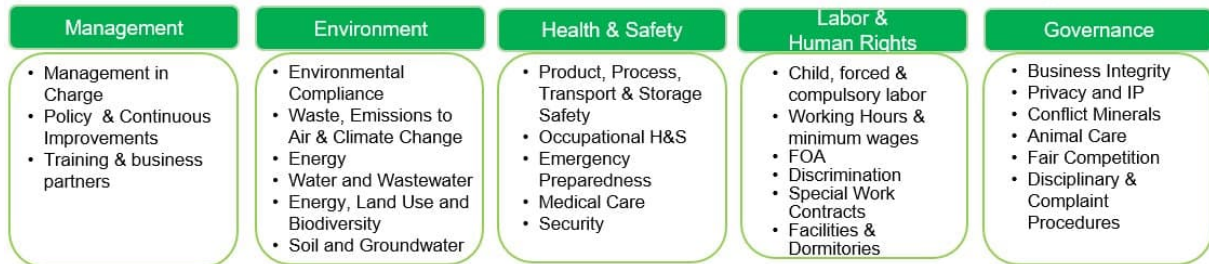 Management
• Management in
Charge
• Policy & Continuous
Improvements
• Training & business
partners
Environment
• Environmental
Compliance
• Waste, Emissions to
Air & Climate Change
• Energy
• Water and Wastewater
• Energy, Land Use and
Biodiversity
• Soil and Groundwater
Health & Safety
• Product, Process,
Transport & Storage
Safety
• Occupational H&S
• Emergency
Preparedness
• Medical Care
• Security
Labor &
Human Rights
• Child, forced &
compulsory labor
• Working Hours &
minimum wages
• FOA
• Discrimination
• Special Work
Contracts
• Facilities &
Dormitories
Governance
• Business Integrity
• Privacy and IP
• Conflict Minerals
• Animal Care
• Fair Competition
• Disciplinary &
Complaint
Procedures